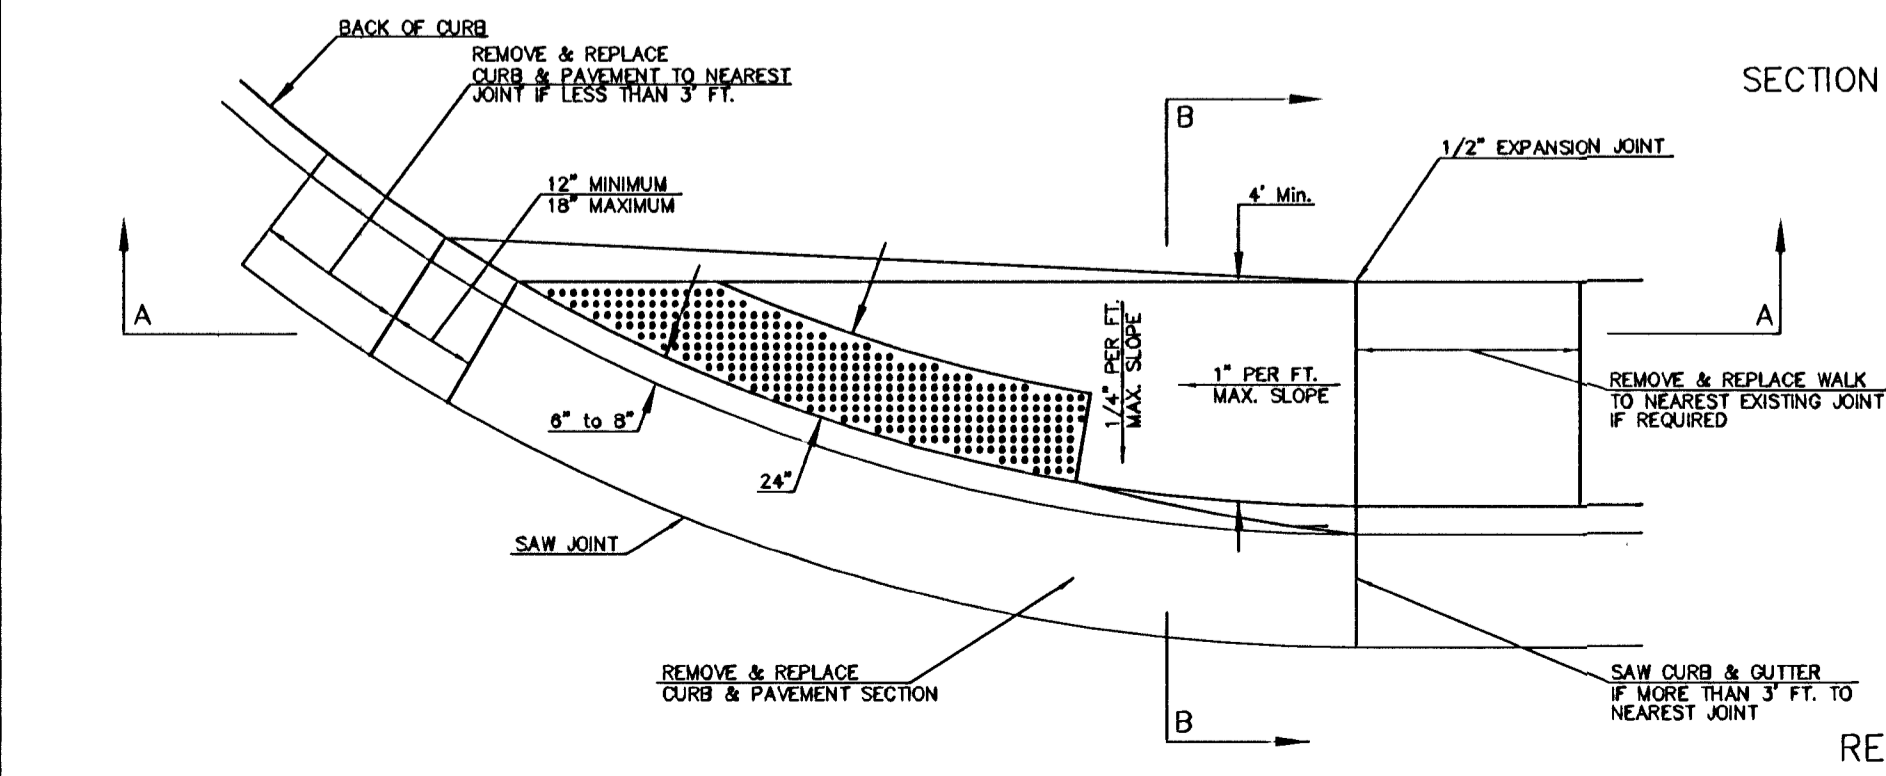 BACK OF CURB
REMOVE & REPLACE
CURB & PAVEMENT TO NEAREST
JOINT IF LESS THAN 3' FT.
SECTION
B
1/2" EXPANSION JOINT
12" MINIMUM
18" MAXIMUM
4' Min.
A
A
1/4" PER FT.
MAX. SLOPE
1" PER FT.
MAX. SLOPE
REMOVE & REPLACE WALK
TO NEAREST EXISTING JOINT
IF REQUIRED
6" to 8"
24"
SAW JOINT
REMOVE & REPLACE
CURB & PAVEMENT SECTION
SAW CURB & GUTTER
IF MORE THAN 3' FT. TO
NEAREST JOINT
B
RE